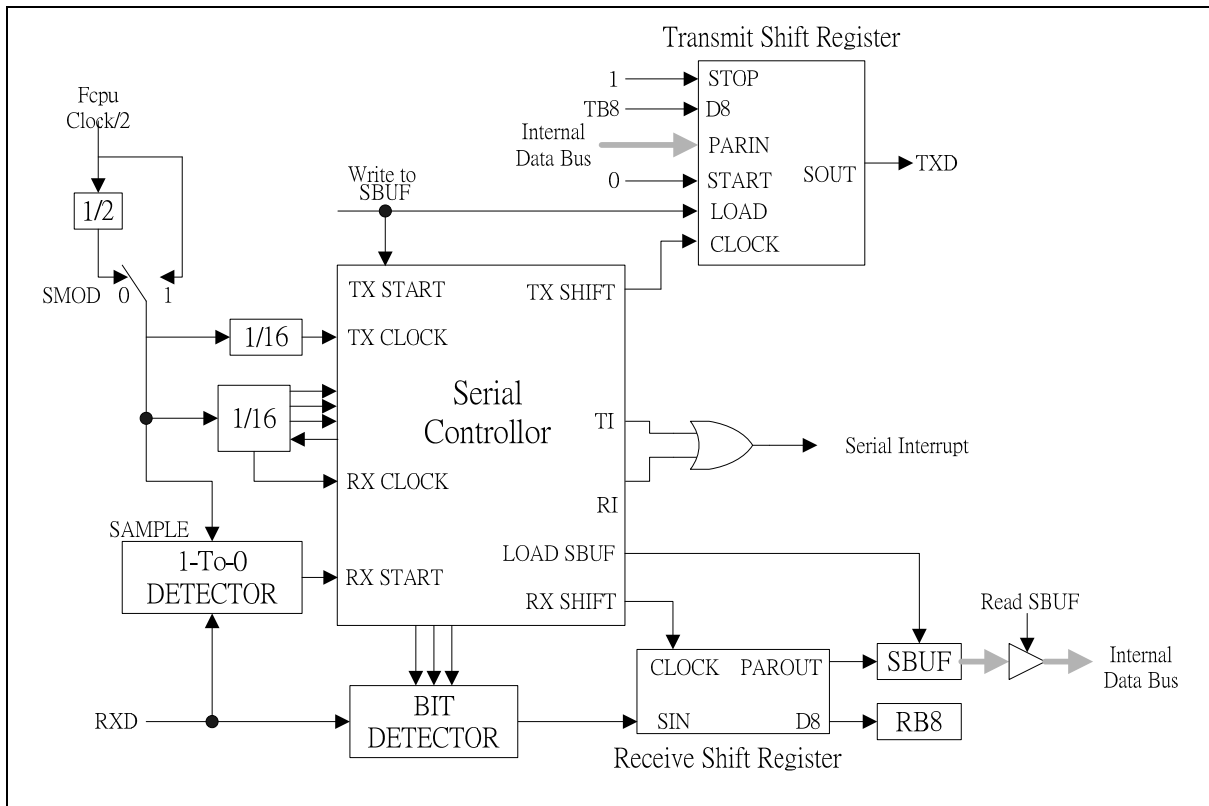 Transmit Shift Register
1
STOP
TB8
D8
Internal
Data Bus
PARIN
0
START
SOUT
TXD
LOAD
CLOCK
Fcpu
Clock/2
1/2
SMOD 0 1
Write to
SBUF
TX START
TX SHIFT
1/16
TX CLOCK
1/16
Serial
Controllor
TI
Serial Interrupt
RX CLOCK
RI
SAMPLE
1-To-0
DETECTOR
RX START
LOAD SBUF
RX SHIFT
Read SBUF
CLOCK PAROUT
SBUF
Internal
Data Bus
RXD
BIT
DETECTOR
SIN D8
RB8
Receive Shift Register